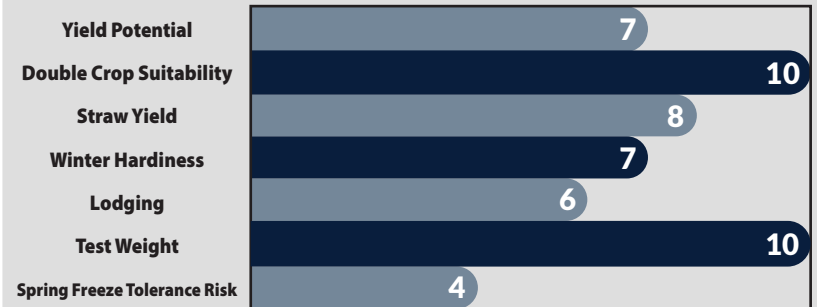 Yield Potential 7
Double Crop Suitability 10
Straw Yield 8
Winter Hardiness 7
Lodging 6
Test Weight 10
Spring Freeze Tolerance Risk 4